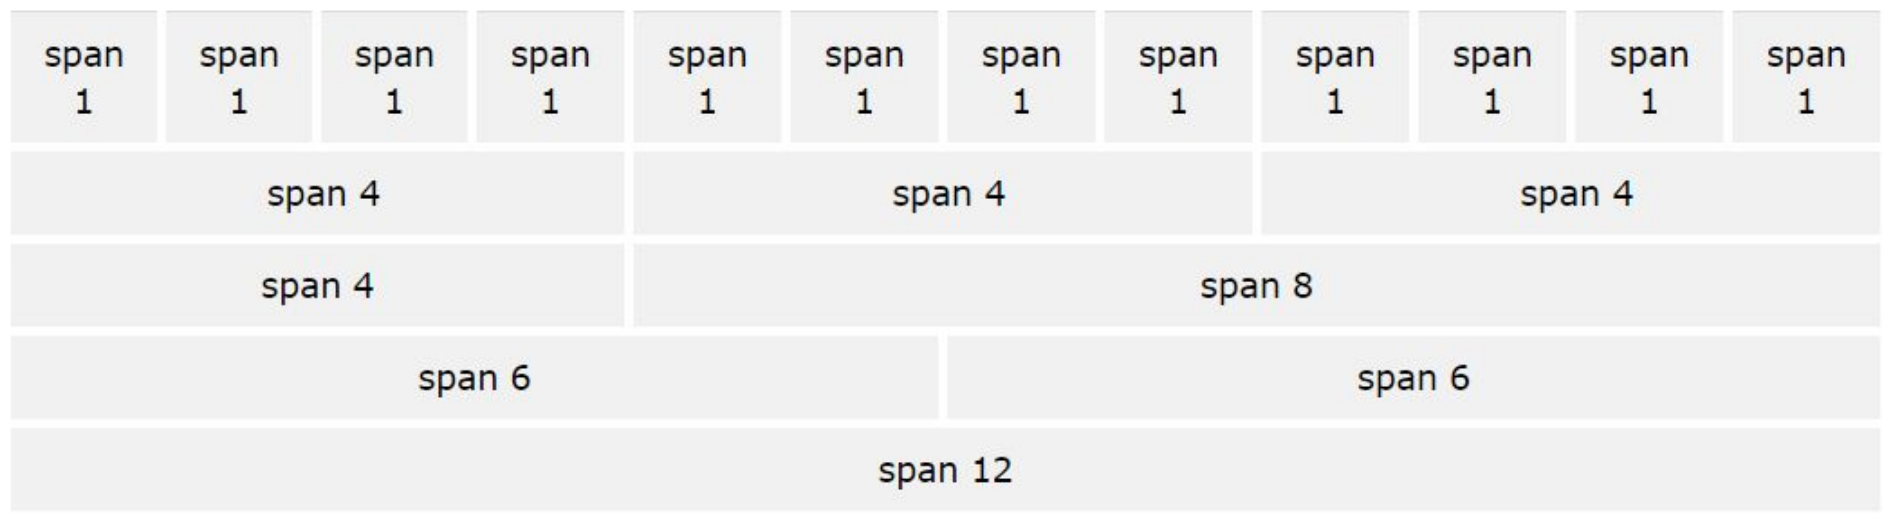 span span span span span span span span span span span span
1 1 1 1 1 1 1 1 1 1 1 1
span 4 span 4 span 4
span 4 span 8
span 6 span 6
span 12